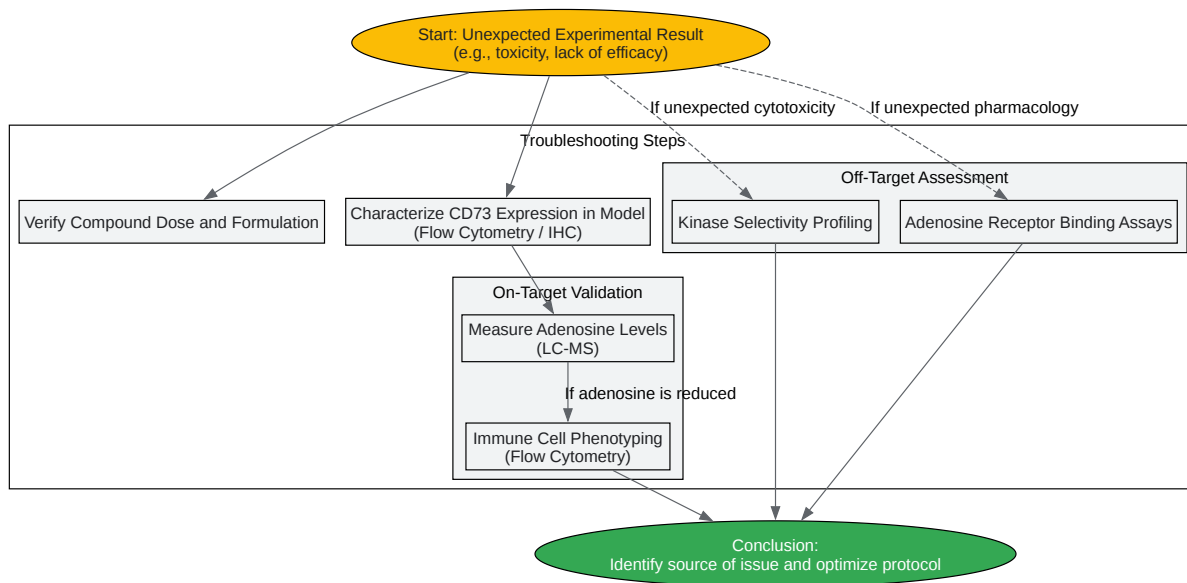 Start: Unexpected Experimental Result
(e.g., toxicity, lack of efficacy)
If unexpected cytotoxicity
If unexpected pharmacology
Troubleshooting Steps
Off-Target Assessment
Verify Compound Dose and Formulation
Characterize CD73 Expression in Model
(Flow Cytometry / IHC)
Kinase Selectivity Profiling
Adenosine Receptor Binding Assays
On-Target Validation
Measure Adenosine Levels
(LC-MS)
If adenosine is reduced
Immune Cell Phenotyping
(Flow Cytometry)
Conclusion:
Identify source of issue and optimize protocol